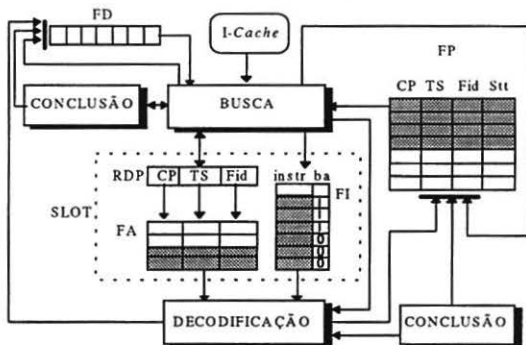 FD
I-Cache
FP
CP TS Fid Stt
CONCLUSÃO
BUSCA
RDP CP TS Fid
instr ba
SLOT
FI
FA
1
1
0
0
0
DECODIFICAÇÃO
CONCLUSÃO